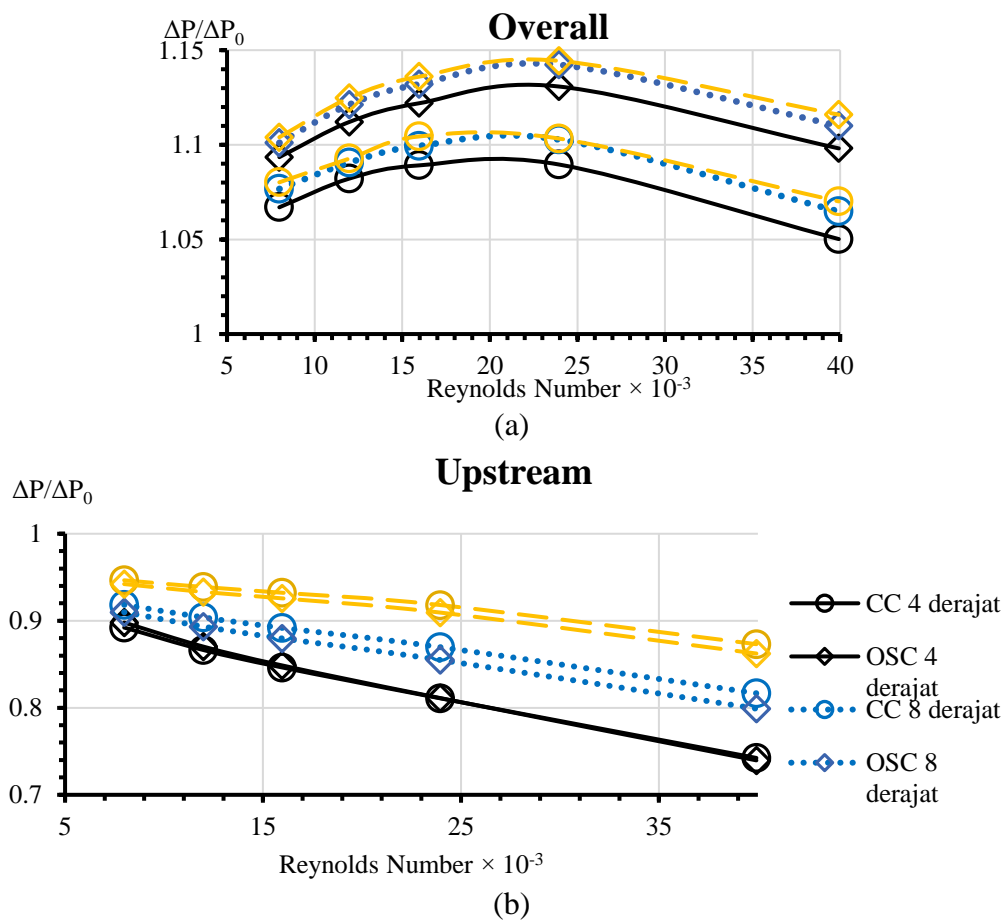 ΔP/ΔP₀
Overall
1.15
1.1
1.05
1
5 10 15 20 25 30 35 40
Reynolds Number × 10⁻³
(a)
Upstream
ΔP/ΔP₀
1
0.9
0.8
0.7
5 15 25 35
Reynolds Number × 10⁻³
(b)
CC 4 derajat
OSC 4
derajat
CC 8 derajat
OSC 8
derajat